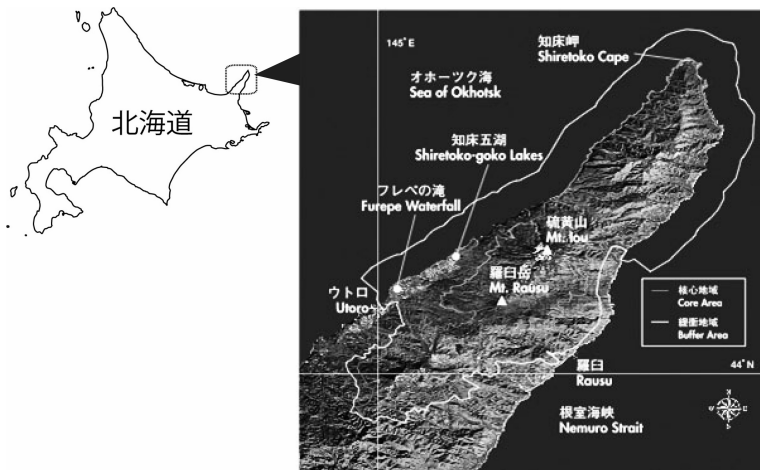 北海道
145° E
知床岬
Shiretoko Cape
オホーツク海
Sea of Okhotsk
知床五湖
Shiretoko-goko Lakes
フレペの滝
Furepe Waterfall
硫黄山
Mt. Iou
羅臼岳
Mt. Rausu
ウトロ
Utoro
核心地域
Core Area
緩衝地域
Buffer Area
羅臼
Rausu
44° N
根室海峡
Nemuro Strait
N
W
E
S